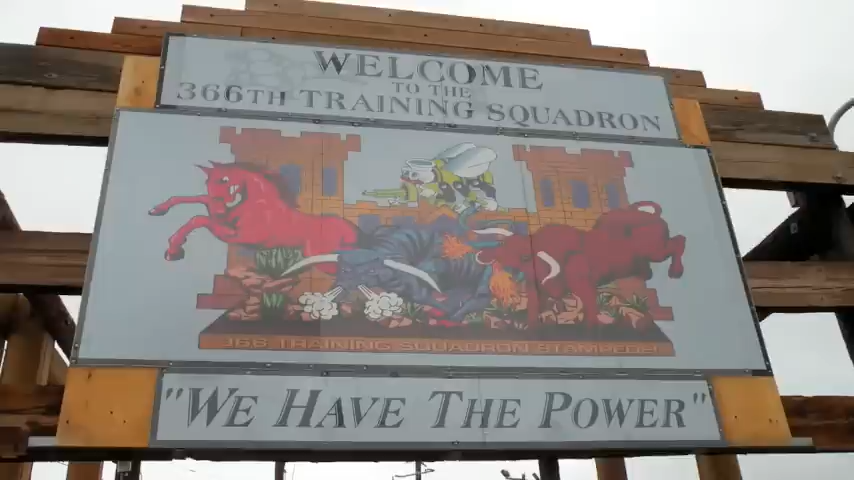 WELCOME
TO THE
366TH TRAINING SQUADRON
366 TRAINING SQUADRON STAMPEDE!
"WE HAVE THE POWER"